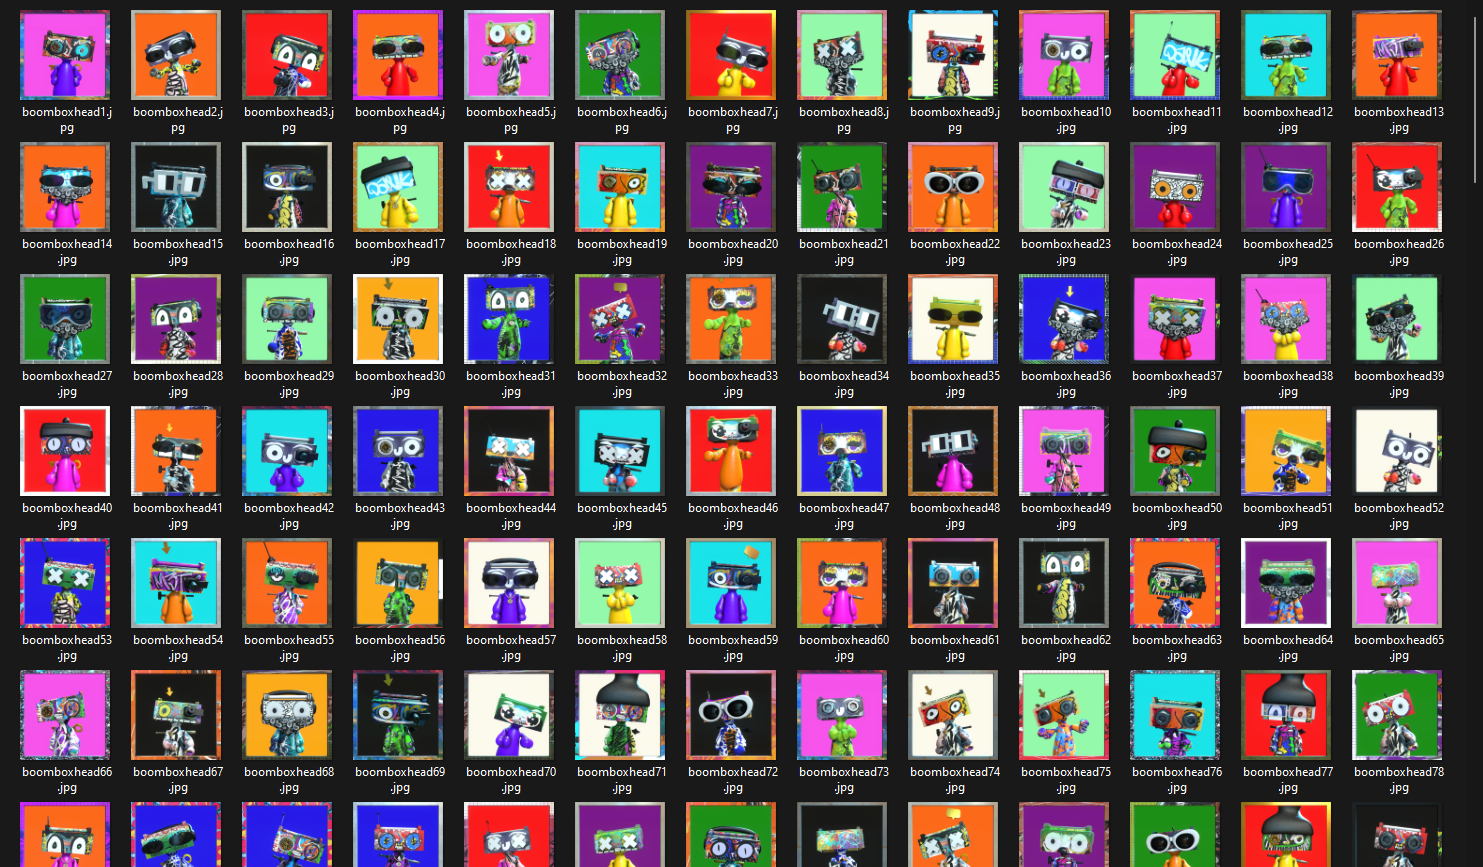 boomboxhead1.j boomboxhead2.j boomboxhead3.j boomboxhead4.j boomboxhead5.j boomboxhead6.j boomboxhead7.j boomboxhead8.j boomboxhead9.j boomboxhead10 boomboxhead11 boomboxhead12 boomboxhead13
pg pg pg pg pg pg pg pg pg .jpg .jpg .jpg .jpg
boomboxhead14 boomboxhead15 boomboxhead16 boomboxhead17 boomboxhead18 boomboxhead19 boomboxhead20 boomboxhead21 boomboxhead22 boomboxhead23 boomboxhead24 boomboxhead25 boomboxhead26
.jpg .jpg .jpg .jpg .jpg .jpg .jpg .jpg .jpg .jpg .jpg .jpg .jpg
boomboxhead27 boomboxhead28 boomboxhead29 boomboxhead30 boomboxhead31 boomboxhead32 boomboxhead33 boomboxhead34 boomboxhead35 boomboxhead36 boomboxhead37 boomboxhead38 boomboxhead39
.jpg .jpg .jpg .jpg .jpg .jpg .jpg .jpg .jpg .jpg .jpg .jpg .jpg
boomboxhead40 boomboxhead41 boomboxhead42 boomboxhead43 boomboxhead44 boomboxhead45 boomboxhead46 boomboxhead47 boomboxhead48 boomboxhead49 boomboxhead50 boomboxhead51 boomboxhead52
.jpg .jpg .jpg .jpg .jpg .jpg .jpg .jpg .jpg .jpg .jpg .jpg .jpg
boomboxhead53 boomboxhead54 boomboxhead55 boomboxhead56 boomboxhead57 boomboxhead58 boomboxhead59 boomboxhead60 boomboxhead61 boomboxhead62 boomboxhead63 boomboxhead64 boomboxhead65
.jpg .jpg .jpg .jpg .jpg .jpg .jpg .jpg .jpg .jpg .jpg .jpg .jpg
boomboxhead66 boomboxhead67 boomboxhead68 boomboxhead69 boomboxhead70 boomboxhead71 boomboxhead72 boomboxhead73 boomboxhead74 boomboxhead75 boomboxhead76 boomboxhead77 boomboxhead78
.jpg .jpg .jpg .jpg .jpg .jpg .jpg .jpg .jpg .jpg .jpg .jpg .jpg